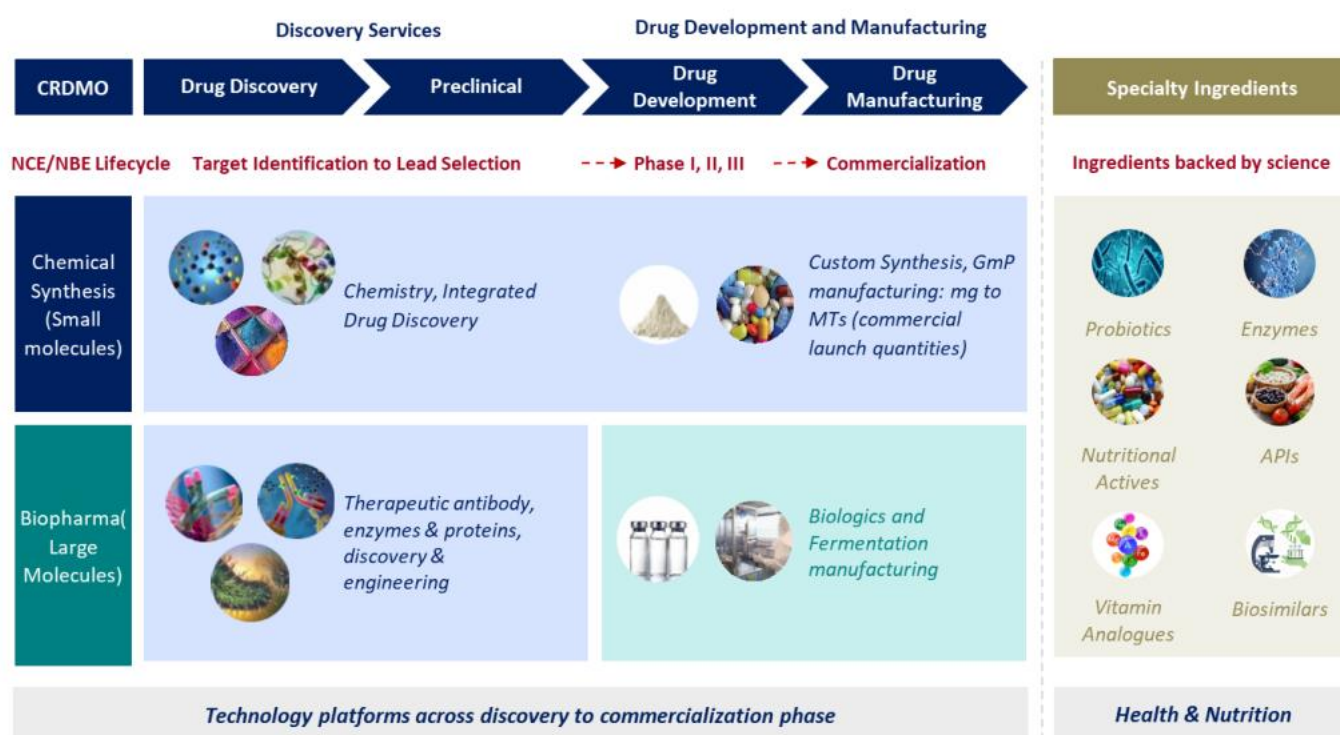 Discovery Services
Drug Development and Manufacturing
CRDMO
Drug Discovery
Preclinical
Drug
Development
Drug
Manufacturing
Specialty Ingredients
NCE/NBE Lifecycle
Target Identification to Lead Selection
Phase I, II, III
Commercialization
Ingredients backed by science
Chemical
Synthesis
(Small
molecules)
Chemistry, Integrated
Drug Discovery
Custom Synthesis, GmP
manufacturing: mg to
MTs (commercial
launch quantities)
Biopharma(
Large
Molecules)
Therapeutic antibody,
enzymes & proteins,
discovery &
engineering
Biologics and
Fermentation
manufacturing
Probiotics
Enzymes
Nutritional
Actives
APIs
Vitamin
Analogues
Biosimilars
Technology platforms across discovery to commercialization phase
Health & Nutrition